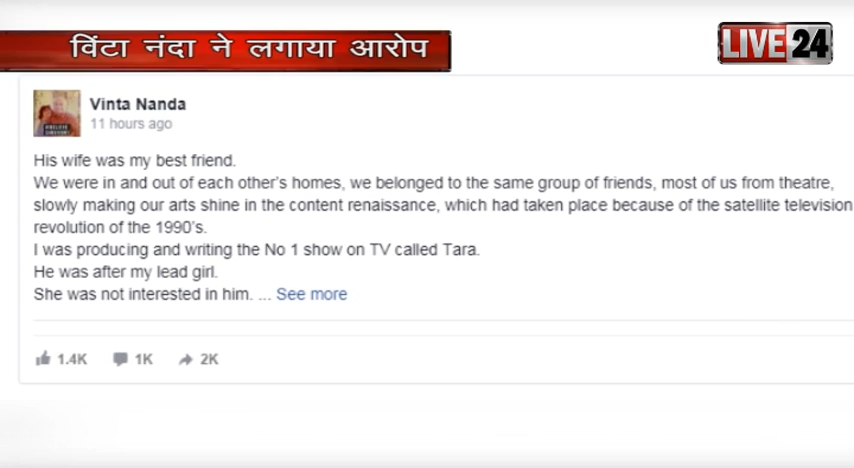 विंटा नंदा ने लगाया आरोप
LIVE 24
Vinta Nanda
11 hours ago
His wife was my best friend.
We were in and out of each other's homes, we belonged to the same group of friends, most of us from theatre,
slowly making our arts shine in the content renaissance, which had taken place because of the satellite television
revolution of the 1990's.
I was producing and writing the No 1 show on TV called Tara.
He was after my lead girl.
She was not interested in him. ... See more
1.4K 1K 2K